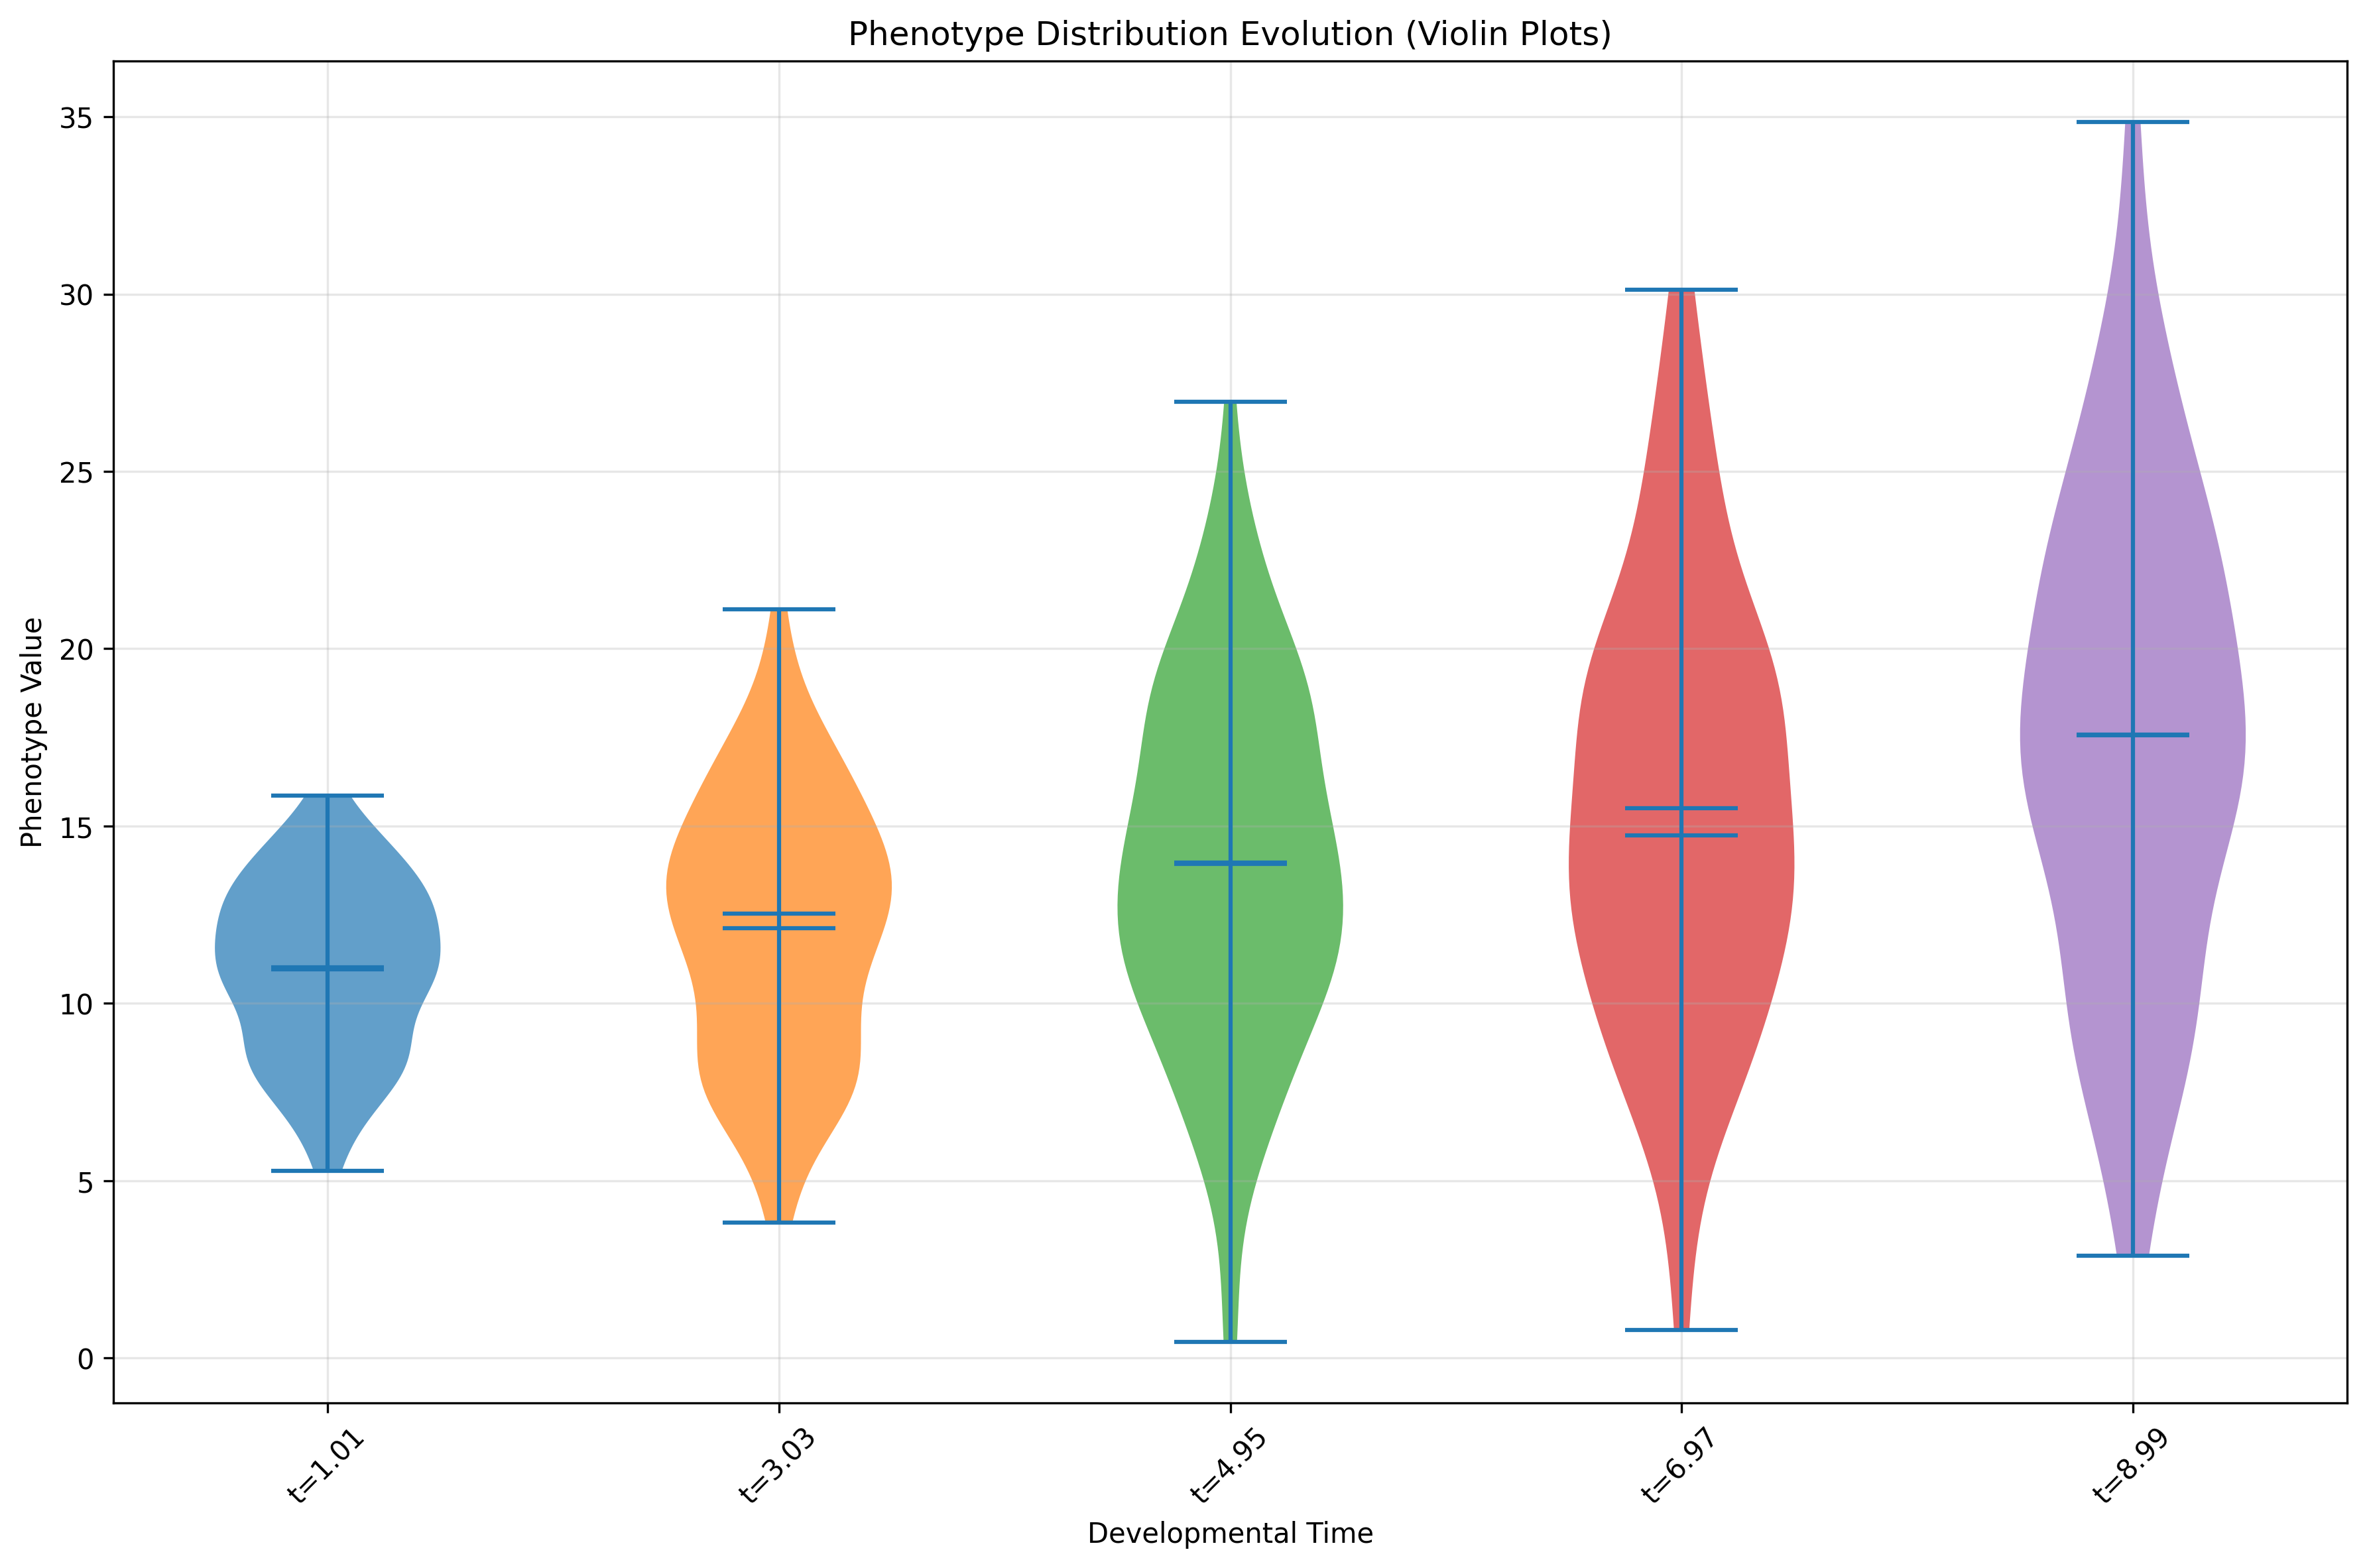 Phenotype Distribution Evolution (Violin Plots)
Phenotype Value
35
30
25
20
15
10
5
0
t=1.01
t=3.03
t=4.95
t=6.97
t=8.99
Developmental Time